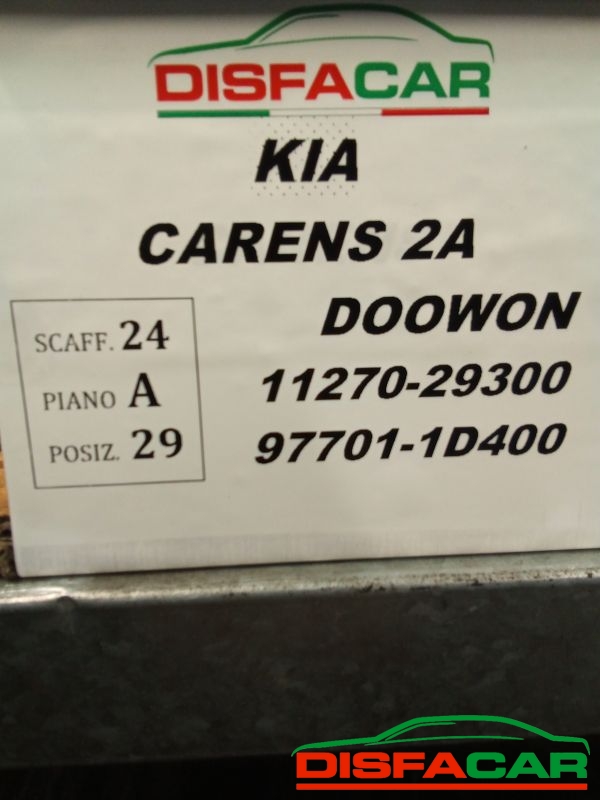 DISFACAR
KIA
CARENS 2A
DOOWON
11270-29300
97701-1D400
SCAFF. 24
PIANO A
POSIZ. 29
DISFACAR